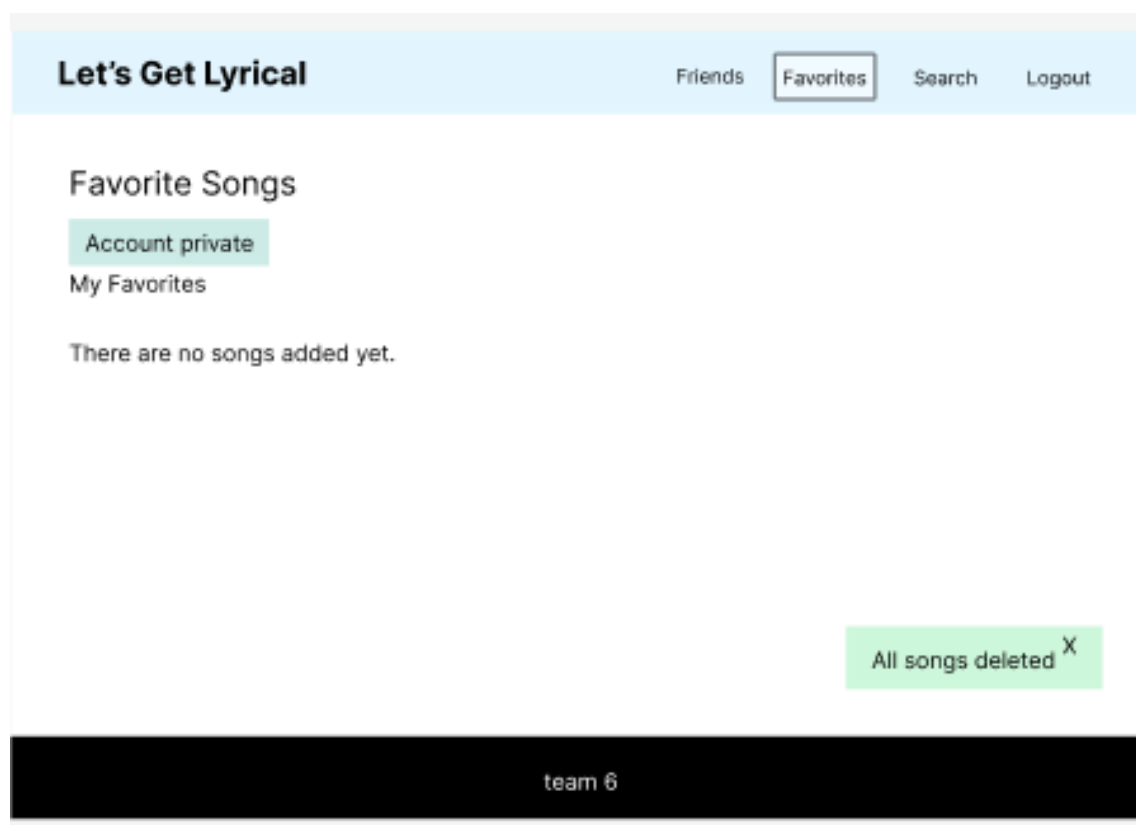 Let's Get Lyrical
Friends Favorites Search Logout
Favorite Songs
Account private
My Favorites
There are no songs added yet.
All songs deleted X
team 6